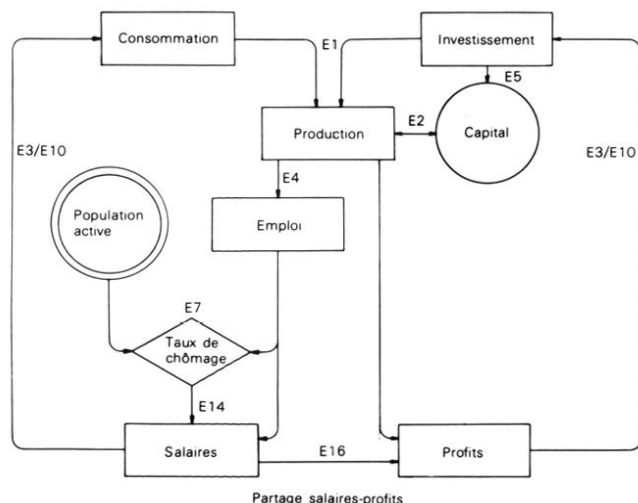 Consommation
Investissement
E1
E5
E2
Production
Capital
E3/E10
E3/E10
E4
Population
active
Emploi
E7
Taux de
chômage
E14
Salaires
E16
Profits
Partage salaires-profits